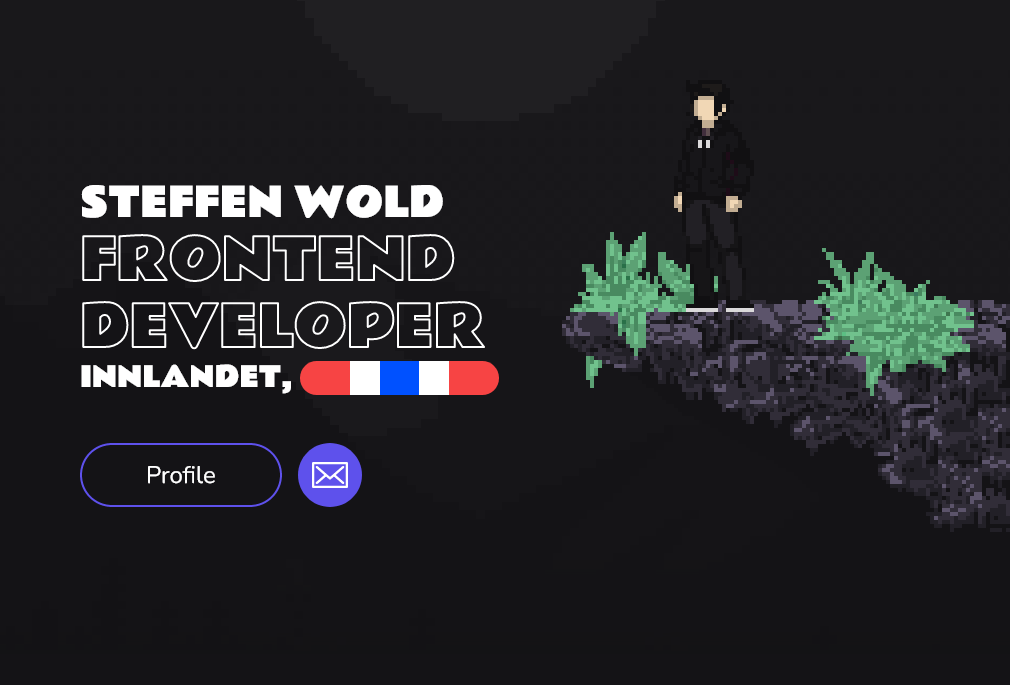 STEFFEN WOLD
FRONTEND
DEVELOPER
INNLANDET,
Profile